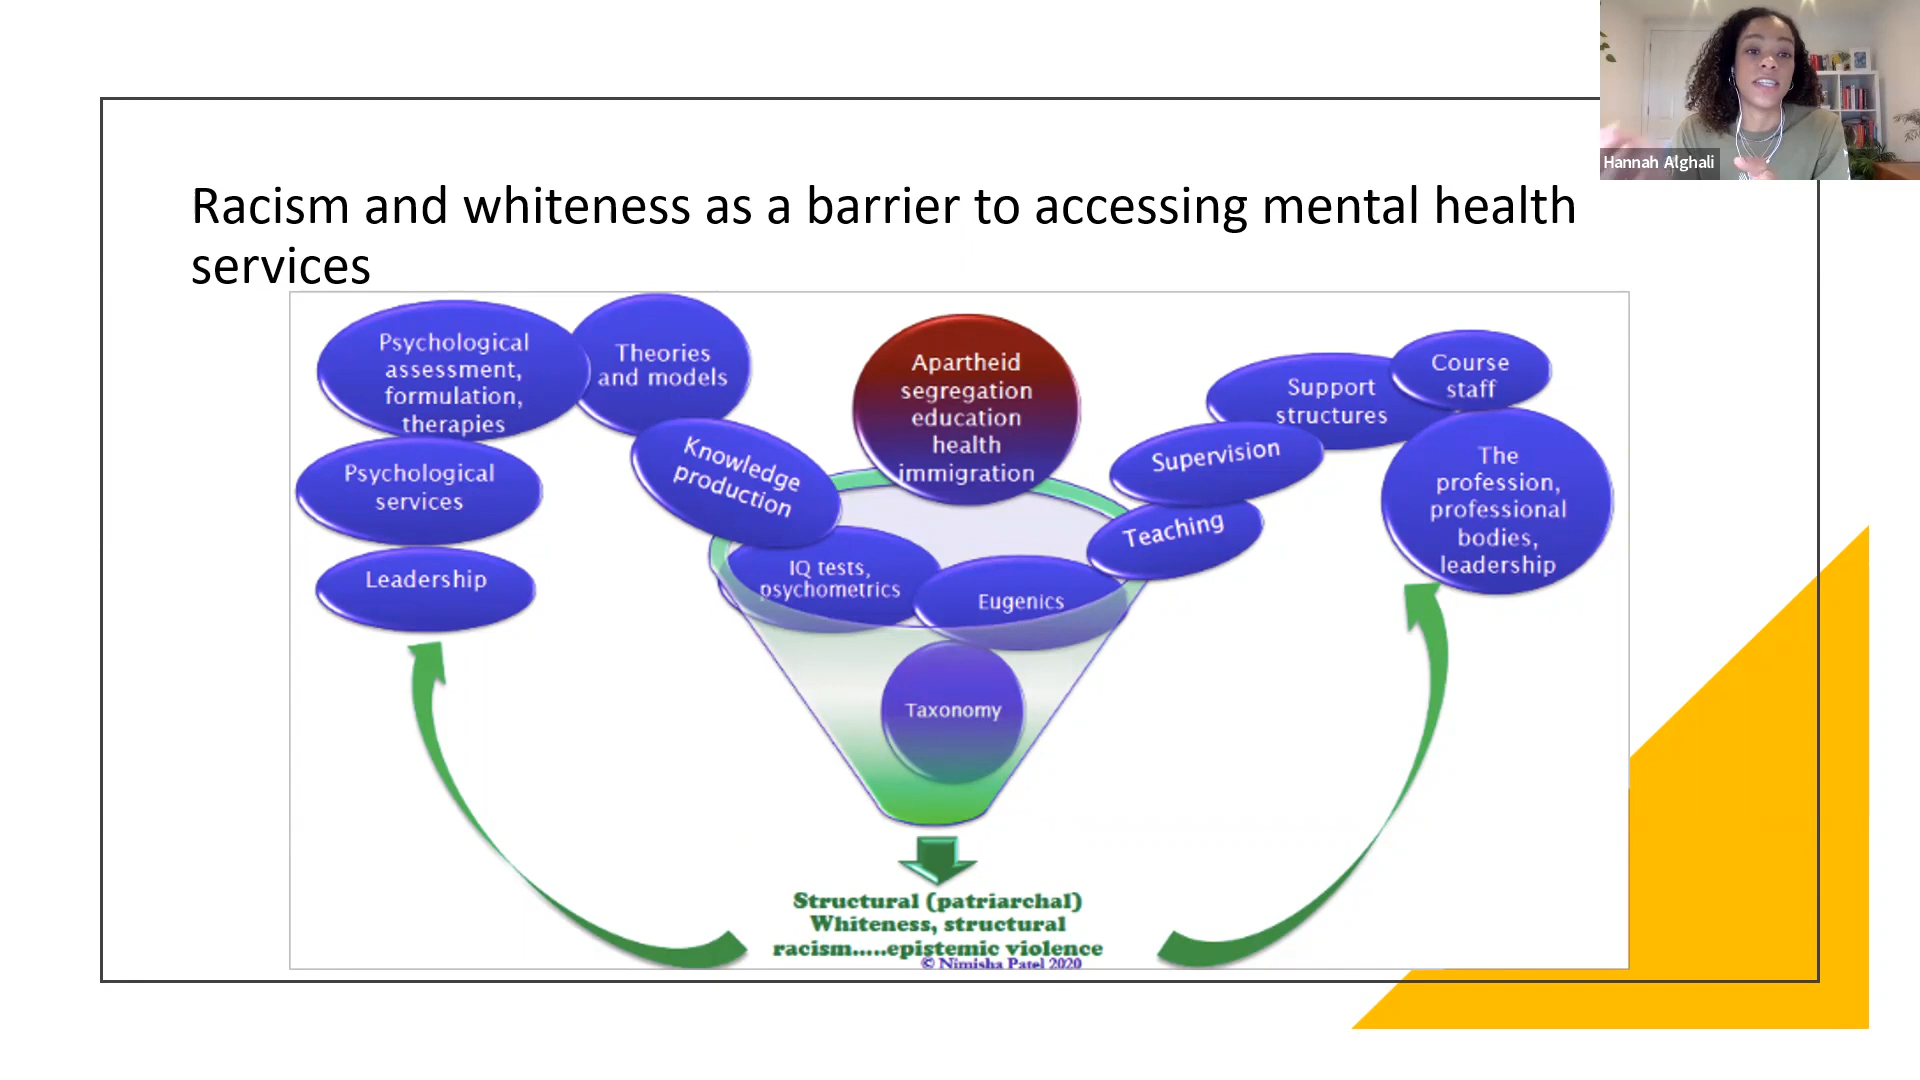 Hannah Alghali
Racism and whiteness as a barrier to accessing mental health
services
Psychological
assessment,
formulation,
therapies
Theories
and models
Psychological
services
Leadership
Knowledge
production
IQ tests,
psychometrics
Apartheid
segregation
education
health
immigration
Eugenics
Taxonomy
Teaching
Supervision
Support
structures
Course
staff
The
profession,
professional
bodies,
leadership
Structural (patriarchal)
Whiteness, structural
racism.....epistemic violence
© Nimisha Patel 2020